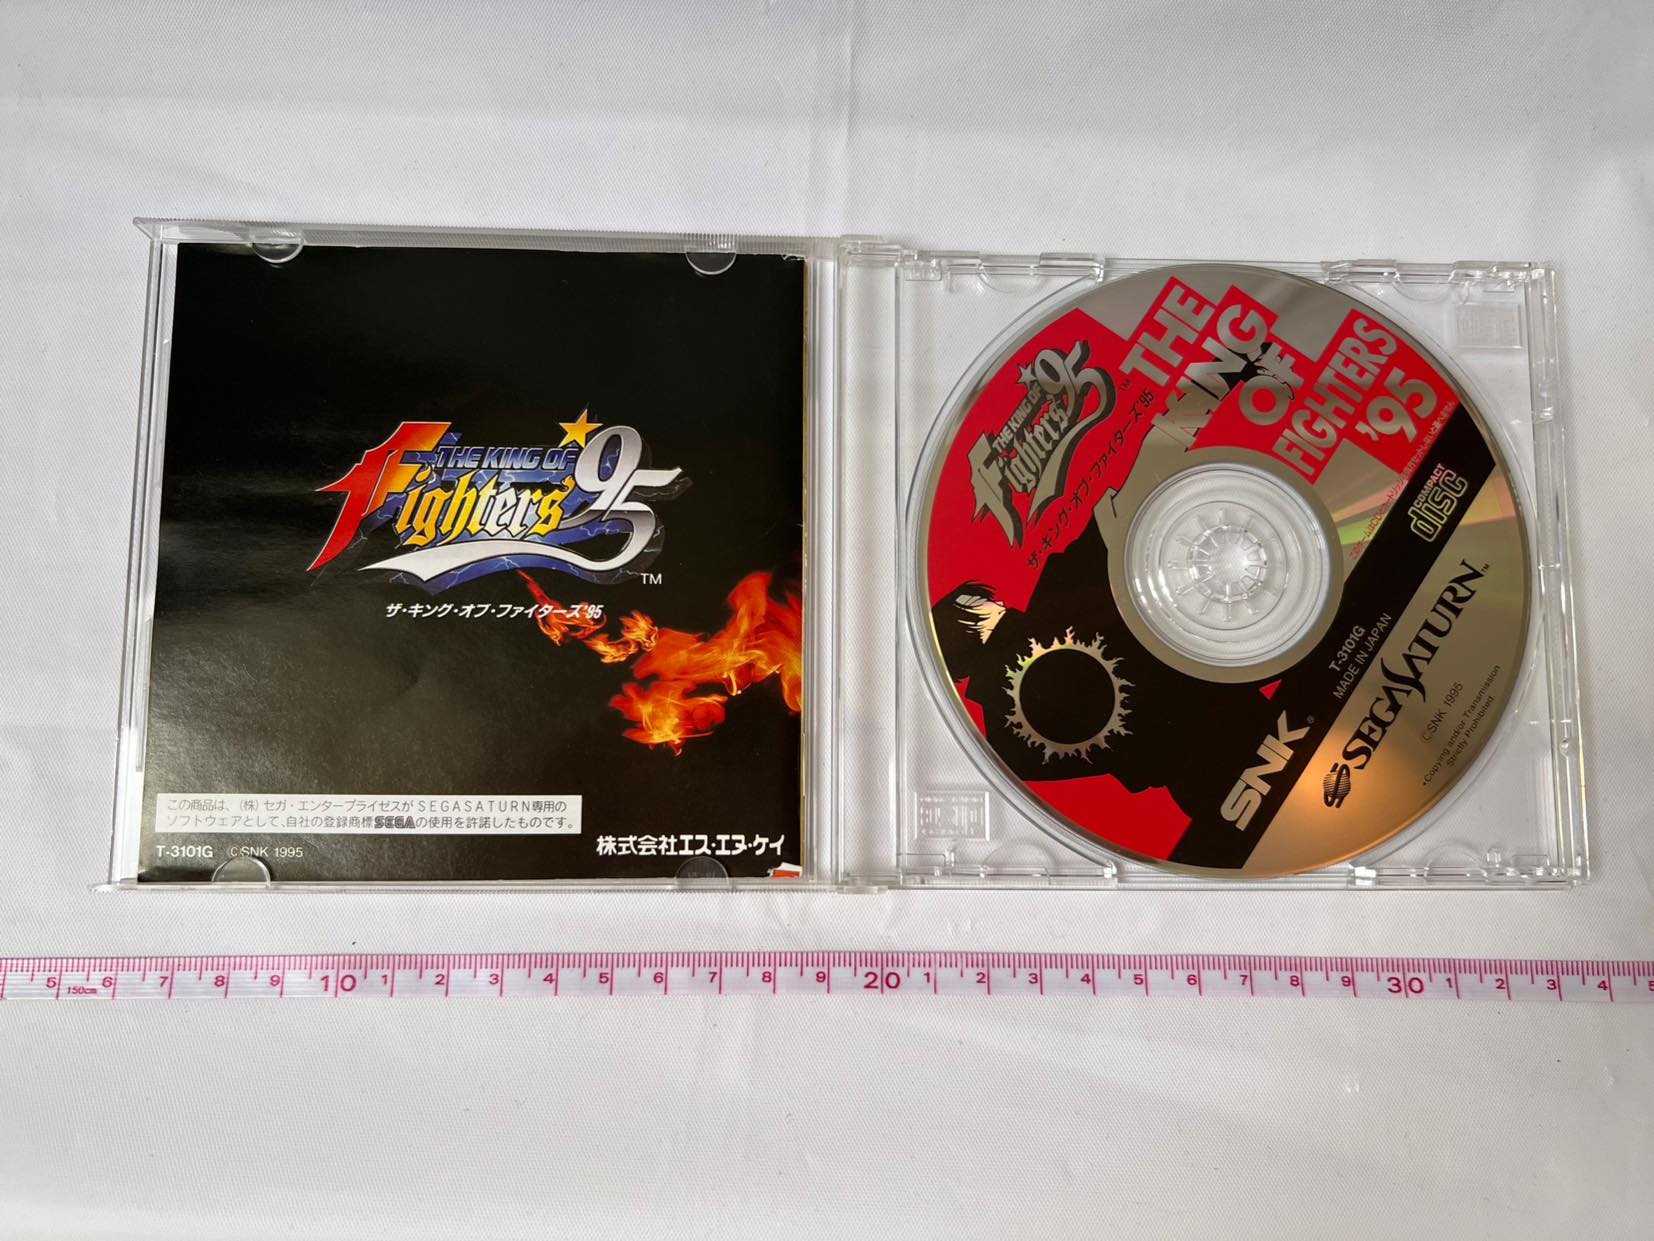 THE KING OF
Fighters'95
TM
ザ・キング・オブ・ファイターズ'95
この商品は、(株)セガ・エンタープライゼスがSEGASATURN専用の
ソフトウェアとして、自社の登録商標SEGAの使用を許諾したものです。
T-3101G ©SNK 1995
株式会社エス・エヌ・ケイ
THE KING OF
Fighters'95
TM
ザ・キング・オブ・ファイターズ'95
THE
KING
OF
FIGHTERS
'95
COMPACT
disc
T-3101G
MADE IN JAPAN
SNK®
SEGASATURN™
©SNK 1995
•Copying and/or Transmission
Strictly Prohibited.
5 6 7 8 9 10 1 2 3 4 5 6 7 8 9 20 1 2 3 4 5 6 7 8 9 30 1 2 3 4 5
150cm